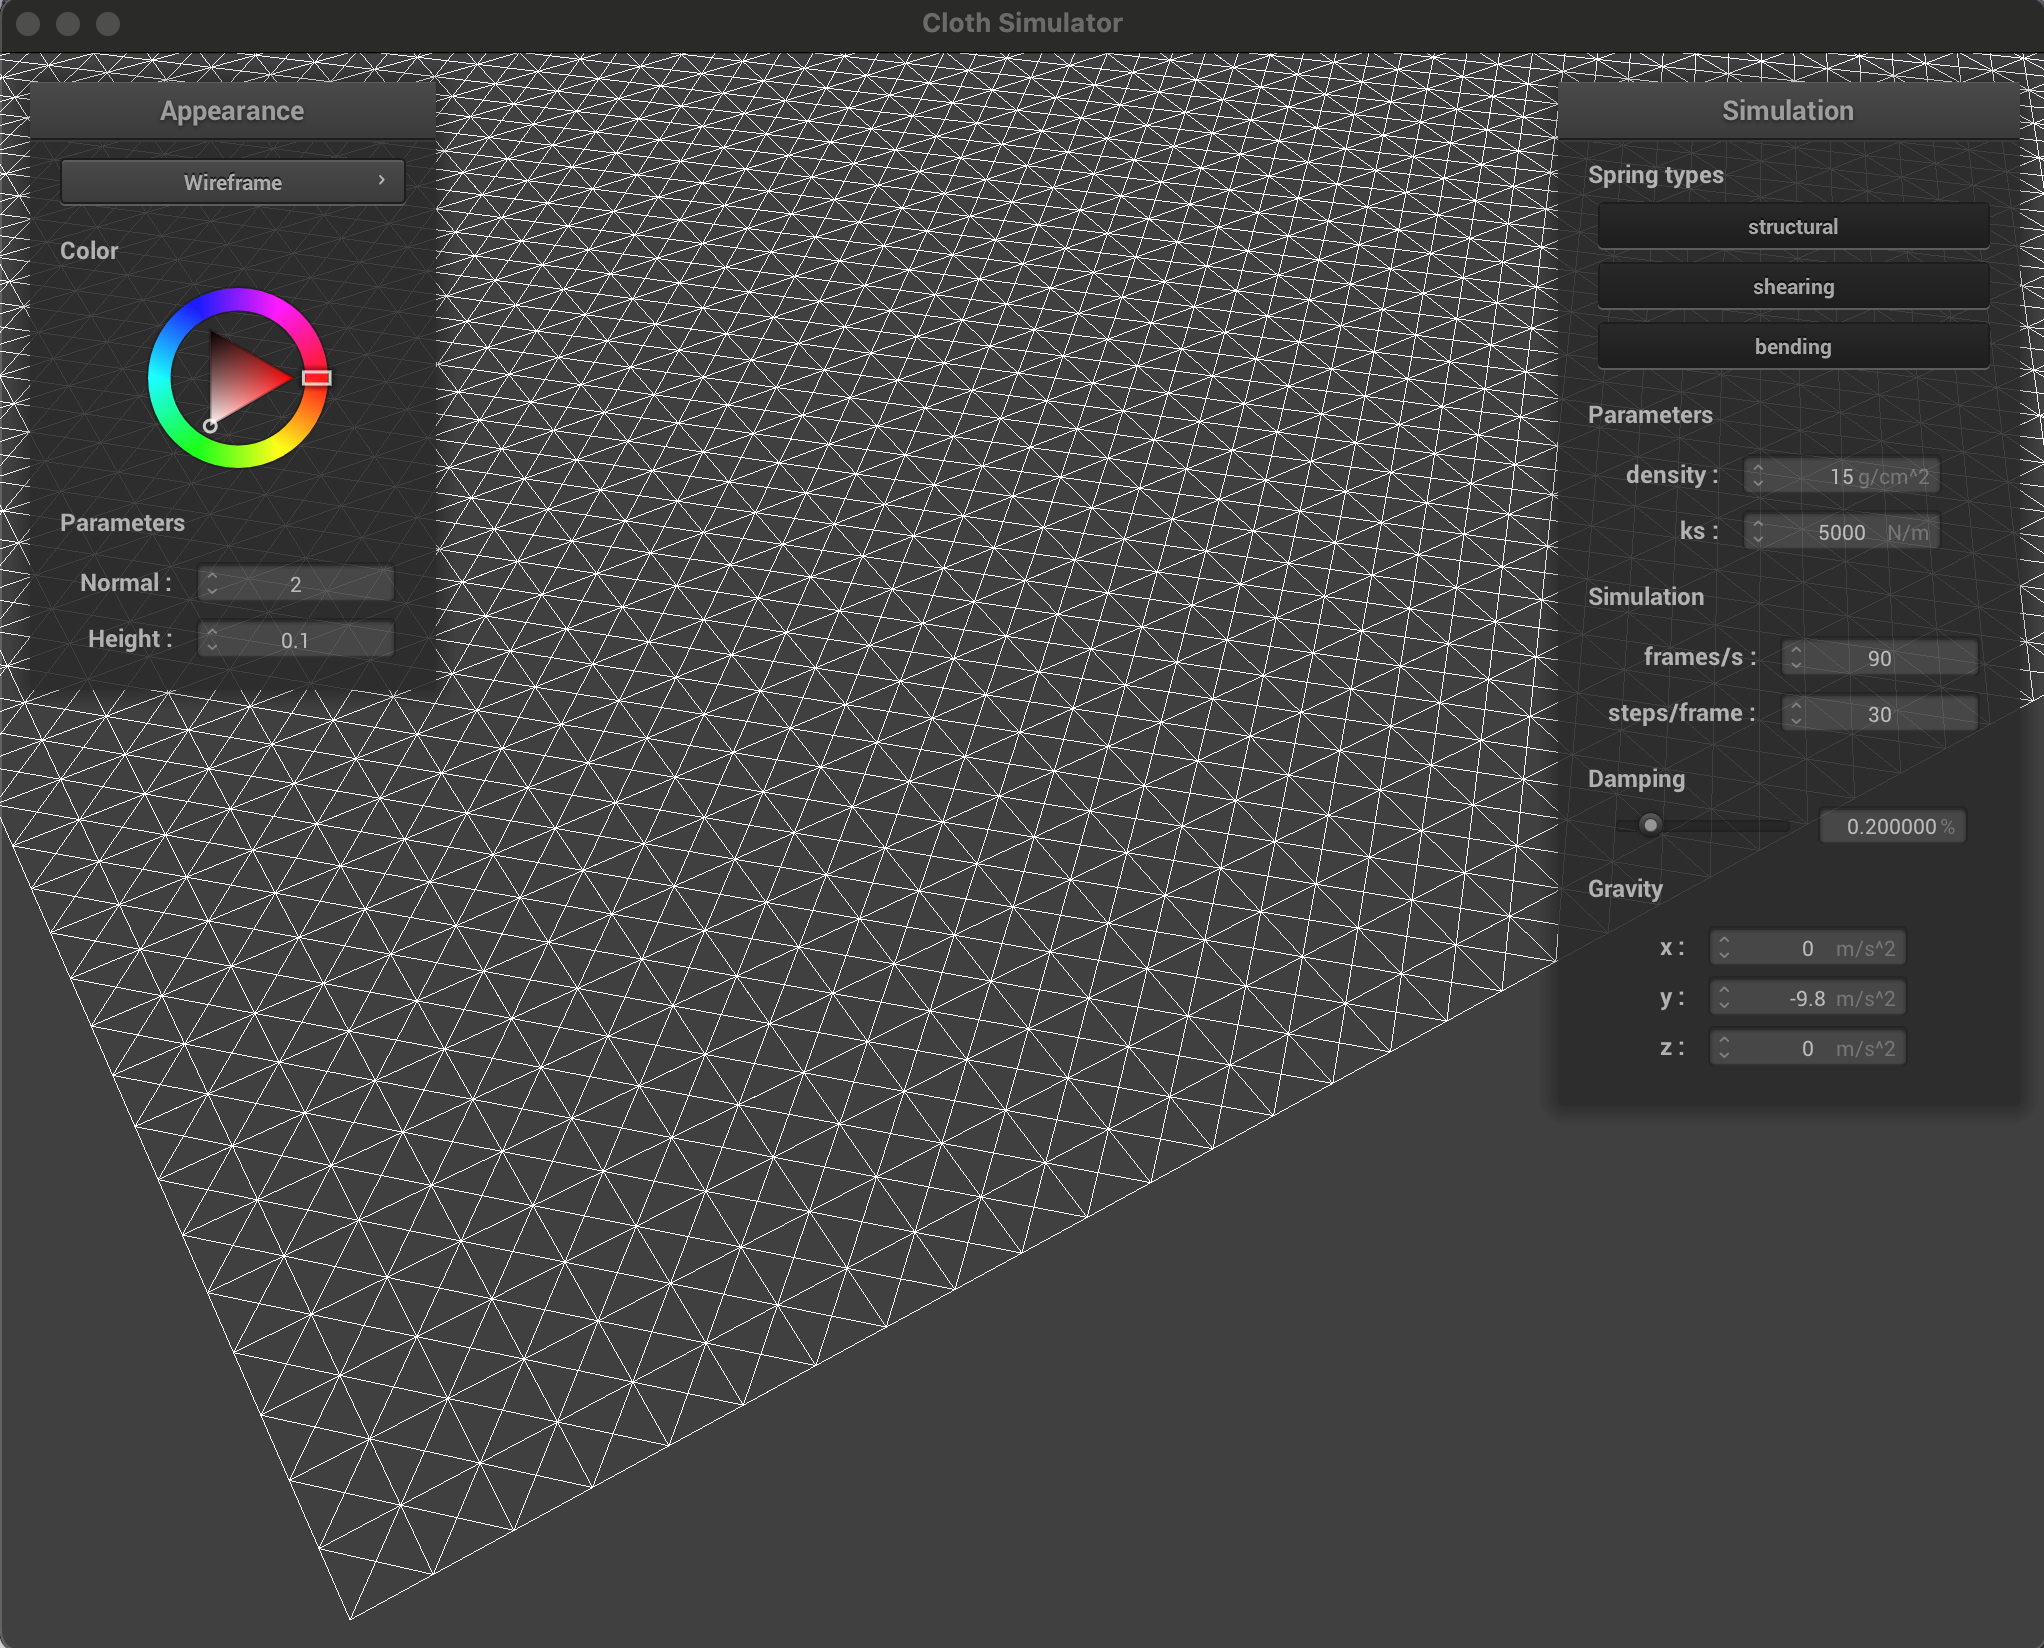 Cloth Simulator
Appearance
Wireframe
Color
Parameters
Normal : 2
Height : 0.1
Simulation
Spring types
structural
shearing
bending
Parameters
density : 15 g/cm^2
ks : 5000 N/m
Simulation
frames/s : 90
steps/frame : 30
Damping
0.200000 %
Gravity
x : 0 m/s^2
y : -9.8 m/s^2
z : 0 m/s^2